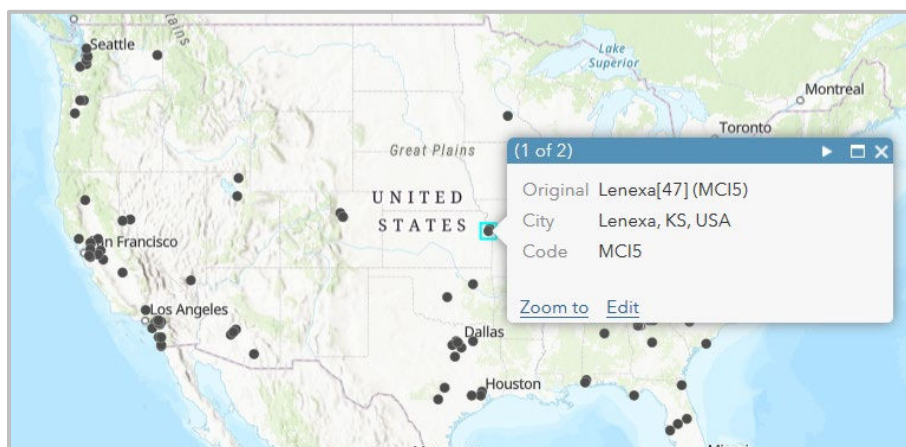 Seattle
Lake
Superior
Montreal
Toronto
Great Plains
UNITED
STATES
(1 of 2)
Original Lenexa[47] (MCI5)
City Lenexa, KS, USA
Code MCI5
Zoom to Edit
an Francisco
Los Angeles
Dallas
Houston